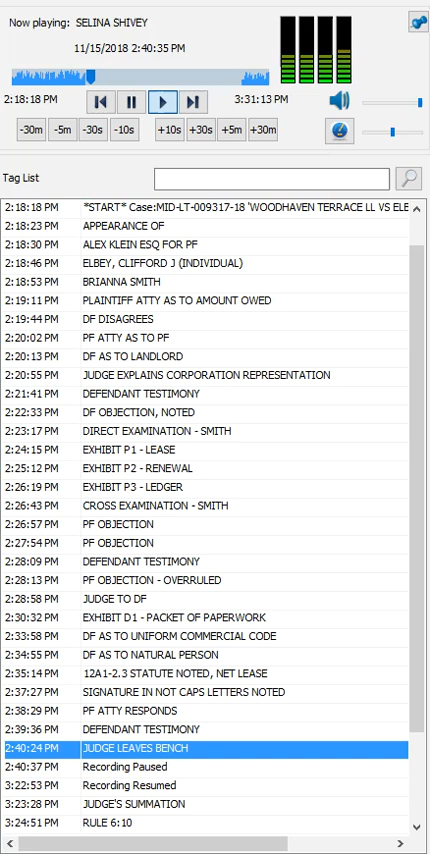 Now playing: SELINA SHIVEY
11/15/2018 2:40:35 PM
2:18:18 PM 3:31:13 PM
-30m -5m -30s -10s +10s +30s +5m +30m
Tag List
2:18:18 PM *START* Case:MID-LT-009317-18 'WOODHAVEN TERRACE LL VS ELE
2:18:23 PM APPEARANCE OF
2:18:30 PM ALEX KLEIN ESQ FOR PF
2:18:46 PM ELBEY, CLIFFORD J (INDIVIDUAL)
2:18:53 PM BRIANNA SMITH
2:19:11 PM PLAINTIFF ATTY AS TO AMOUNT OWED
2:19:44 PM DF DISAGREES
2:20:02 PM PF ATTY AS TO PF
2:20:13 PM DF AS TO LANDLORD
2:20:55 PM JUDGE EXPLAINS CORPORATION REPRESENTATION
2:21:41 PM DEFENDANT TESTIMONY
2:22:33 PM DF OBJECTION, NOTED
2:23:17 PM DIRECT EXAMINATION - SMITH
2:24:15 PM EXHIBIT P1 - LEASE
2:25:12 PM EXHIBIT P2 - RENEWAL
2:26:19 PM EXHIBIT P3 - LEDGER
2:26:43 PM CROSS EXAMINATION - SMITH
2:26:57 PM PF OBJECTION
2:27:54 PM PF OBJECTION
2:28:09 PM DEFENDANT TESTIMONY
2:28:13 PM PF OBJECTION - OVERRULED
2:28:58 PM JUDGE TO DF
2:30:32 PM EXHIBIT D1 - PACKET OF PAPERWORK
2:33:58 PM DF AS TO UNIFORM COMMERCIAL CODE
2:34:55 PM DF AS TO NATURAL PERSON
2:35:14 PM 12A1-2.3 STATUTE NOTED, NET LEASE
2:37:27 PM SIGNATURE IN NOT CAPS LETTERS NOTED
2:38:29 PM PF ATTY RESPONDS
2:39:36 PM DEFENDANT TESTIMONY
2:40:24 PM JUDGE LEAVES BENCH
2:40:37 PM Recording Paused
3:22:53 PM Recording Resumed
3:23:28 PM JUDGE'S SUMMATION
3:24:51 PM RULE 6:10